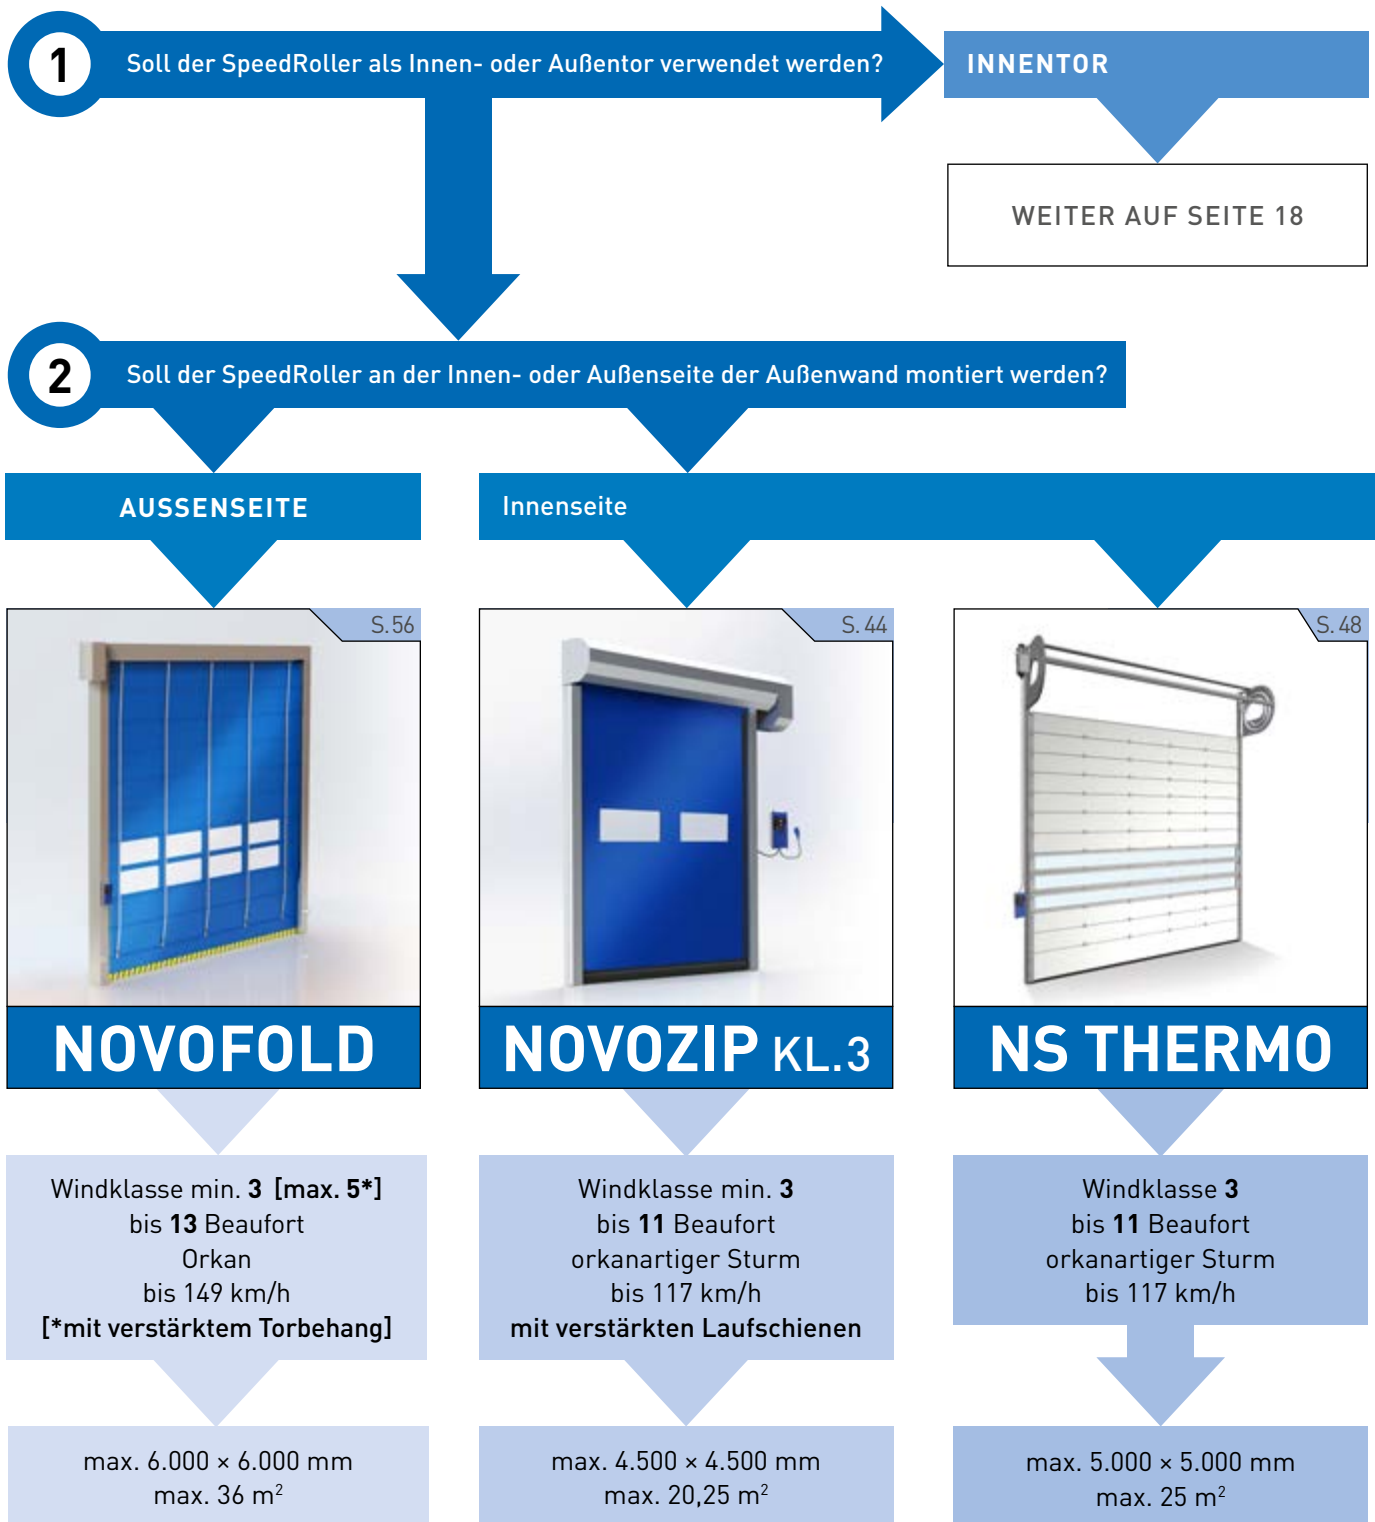 1
Soll der SpeedRoller als Innen- oder Außentor verwendet werden?
INNENTOR
WEITER AUF SEITE 18
2
Soll der SpeedRoller an der Innen- oder Außenseite der Außenwand montiert werden?
AUSSENSEITE
Innenseite
S. 56
NOVOFOLD
Windklasse min. 3 [max. 5*]
bis 13 Beaufort
Orkan
bis 149 km/h
[*mit verstärktem Torbehang]
max. 6.000 × 6.000 mm
max. 36 m²
S. 44
NOVOZIP KL.3
Windklasse min. 3
bis 11 Beaufort
orkanartiger Sturm
bis 117 km/h
mit verstärkten Laufschienen
max. 4.500 × 4.500 mm
max. 20,25 m²
S. 48
NS THERMO
Windklasse 3
bis 11 Beaufort
orkanartiger Sturm
bis 117 km/h
max. 5.000 × 5.000 mm
max. 25 m²